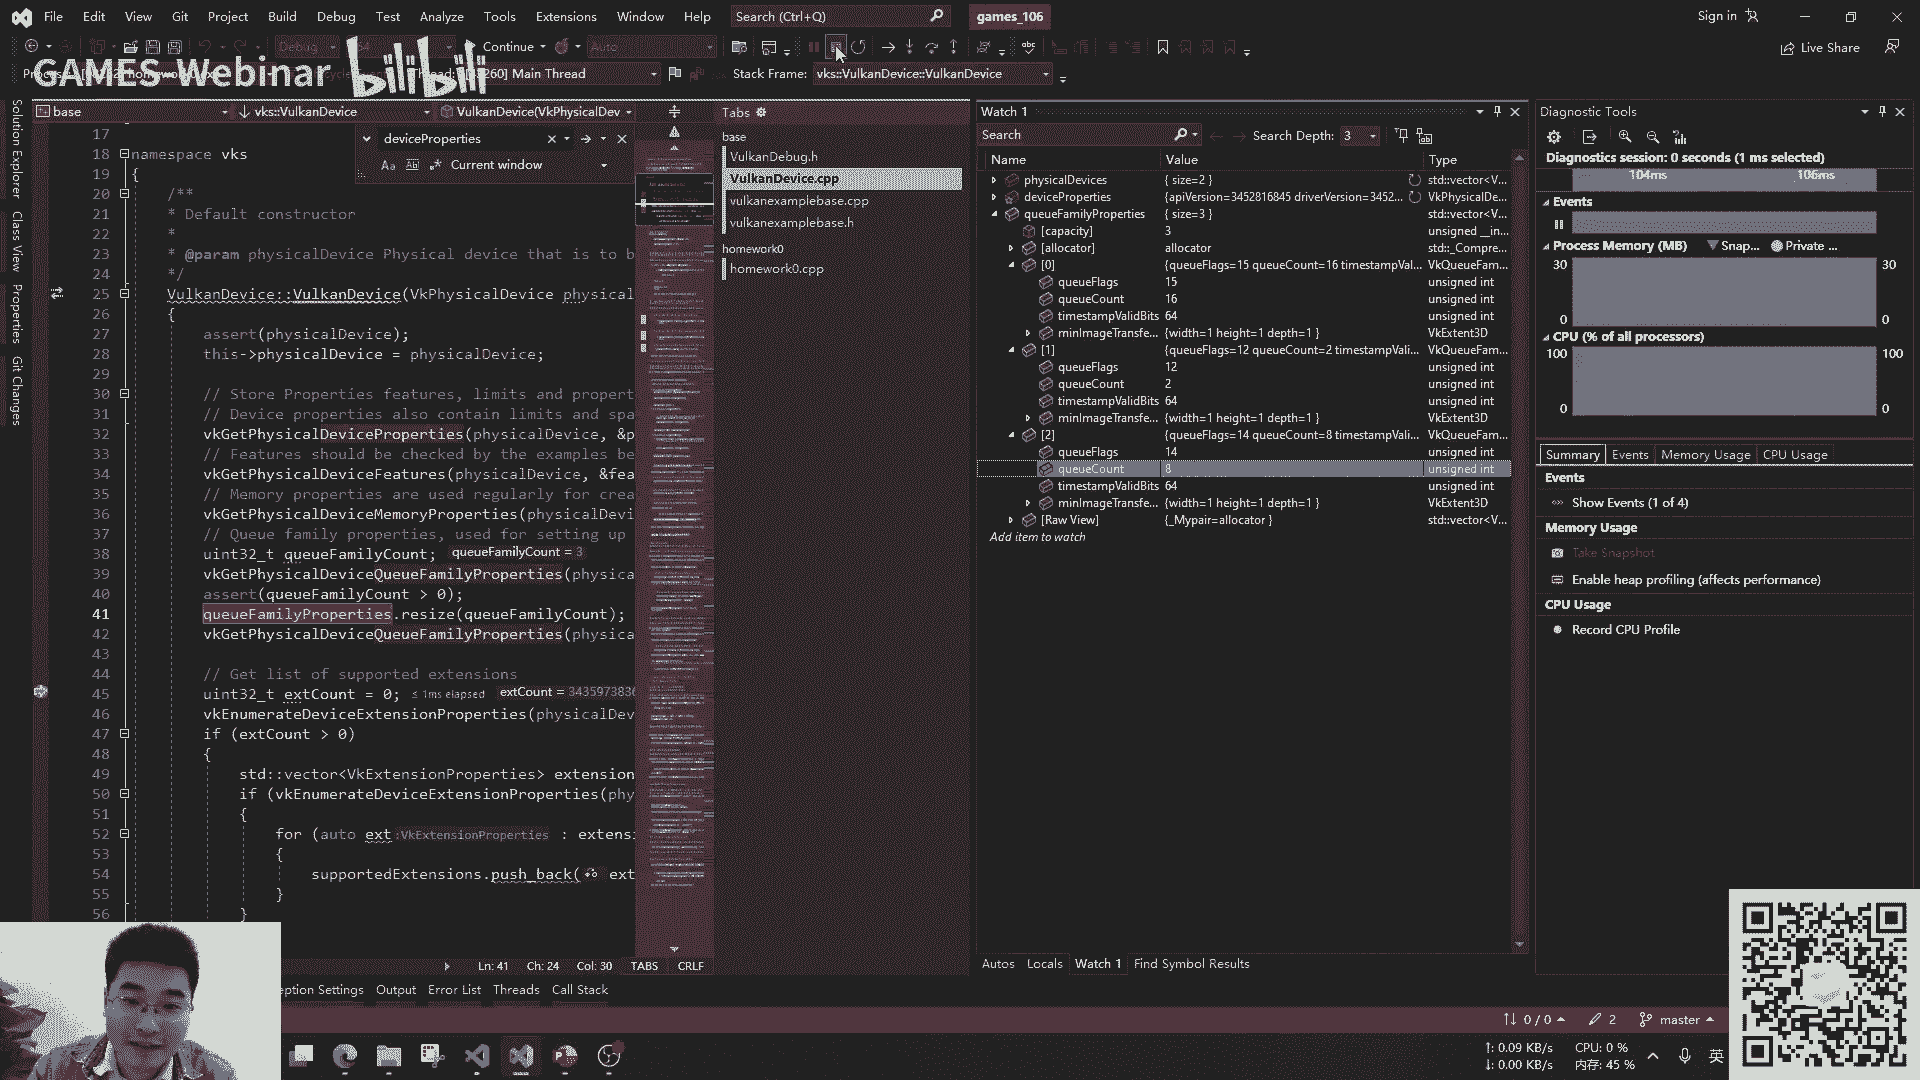 File Edit View Git Project Build Debug Test Analyze Tools Extensions Window Help Search (Ctrl+Q) games_106 Sign in
Debug 64 Continue Auto Live Share
GAMES-Webinar bilibili
Thread: Main Thread Stack Frame: vks::VulkanDevice::VulkanDevice
Solution Explorer
Class View
Properties
Git Changes
base vks::VulkanDevice VulkanDevice(VkPhysicalDev
deviceProperties
Current window
17
18 namespace vks
19 {
20 /**
21 * Default constructor
22 *
23 * @param physicalDevice Physical device that is to b
24 */
25 VulkanDevice::VulkanDevice(VkPhysicalDevice physical
26 {
27 assert(physicalDevice);
28 this->physicalDevice = physicalDevice;
29
30 // Store Properties features, limits and propert
31 // Device properties also contain limits and spa
32 vkGetPhysicalDeviceProperties(physicalDevice, &p
33 // Features should be checked by the examples be
34 vkGetPhysicalDeviceFeatures(physicalDevice, &fea
35 // Memory properties are used regularly for crea
36 vkGetPhysicalDeviceMemoryProperties(physicalDevi
37 // Queue family properties, used for setting up
38 uint32_t queueFamilyCount; queueFamilyCount = 3
39 vkGetPhysicalDeviceQueueFamilyProperties(physica
40 assert(queueFamilyCount > 0);
41 queueFamilyProperties.resize(queueFamilyCount);
42 vkGetPhysicalDeviceQueueFamilyProperties(physica
43
44 // Get list of supported extensions
45 uint32_t extCount = 0; ≤ 1ms elapsed extCount = 3435973836
46 vkEnumerateDeviceExtensionProperties(physicalDev
47 if (extCount > 0)
48 {
49 std::vector<VkExtensionProperties> extension
50 if (vkEnumerateDeviceExtensionProperties(phy
51 {
52 for (auto ext:VkExtensionProperties : extensi
53 {
54 supportedExtensions.push_back( ext
55 }
56 }
Ln: 41 Ch: 24 Col: 30 TABS CRLF
eption Settings Output Error List Threads Call Stack
Tabs
base
VulkanDebug.h
VulkanDevice.cpp
vulkanexamplebase.cpp
vulkanexamplebase.h
homework0
homework0.cpp
Watch 1
Search Search Depth: 3
Name Value Type
physicalDevices { size=2 } std::vector<V...
deviceProperties {apiVersion=3452816845 driverVersion=3452... VkPhysicalDe...
queueFamilyProperties { size=3 } std::vector<V...
[capacity] 3 unsigned __in...
[allocator] allocator std::_Compre...
[0] {queueFlags=15 queueCount=16 timestampVal... VkQueueFam...
queueFlags 15 unsigned int
queueCount 16 unsigned int
timestampValidBits 64 unsigned int
minImageTransfe... {width=1 height=1 depth=1 } VkExtent3D
[1] {queueFlags=12 queueCount=2 timestampVali... VkQueueFam...
queueFlags 12 unsigned int
queueCount 2 unsigned int
timestampValidBits 64 unsigned int
minImageTransfe... {width=1 height=1 depth=1 } VkExtent3D
[2] {queueFlags=14 queueCount=8 timestampVali... VkQueueFam...
queueFlags 14 unsigned int
queueCount 8 unsigned int
timestampValidBits 64 unsigned int
minImageTransfe... {width=1 height=1 depth=1 } VkExtent3D
[Raw View] {_Mypair=allocator } std::vector<V...
Add item to watch
Autos Locals Watch 1 Find Symbol Results
Diagnostic Tools
Diagnostics session: 0 seconds (1 ms selected)
104ms 106ms
Events
Process Memory (MB) Snap... Private ...
30 30
0 0
CPU (% of all processors)
100 100
0 0
Summary Events Memory Usage CPU Usage
Events
Show Events (1 of 4)
Memory Usage
Take Snapshot
Enable heap profiling (affects performance)
CPU Usage
Record CPU Profile
0 / 0 2 master
↑: 0.09 KB/s CPU: 0 %
↓: 0.00 KB/s 内存: 45 %
英